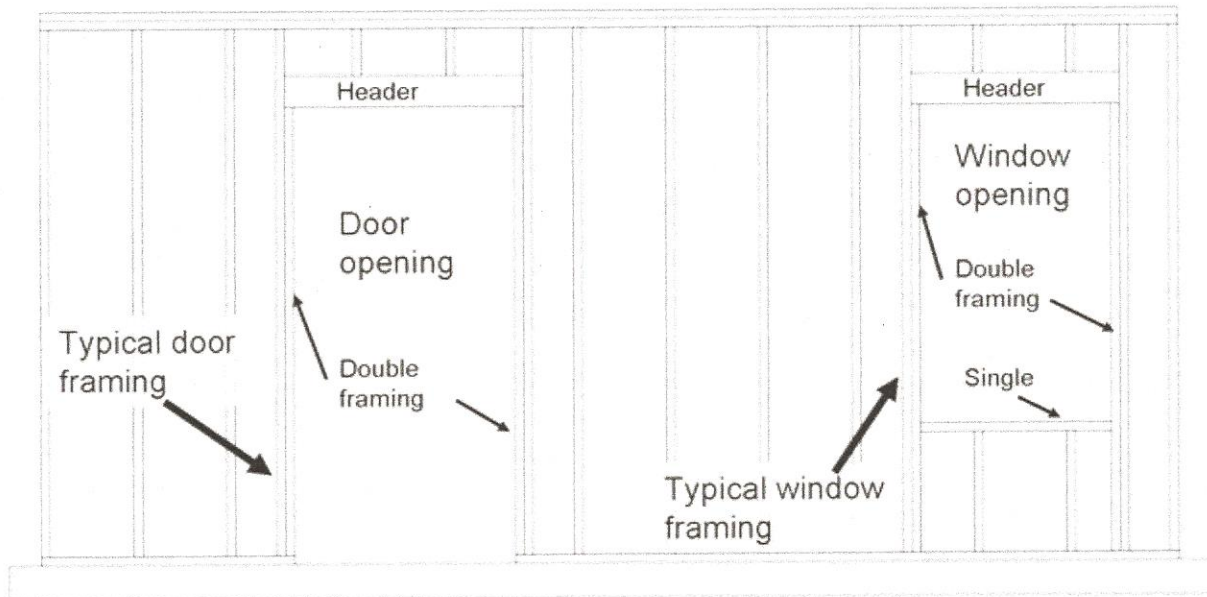 Header
Door
opening
Typical door
framing
Double
framing
Header
Window
opening
Double
framing
Single
Typical window
framing